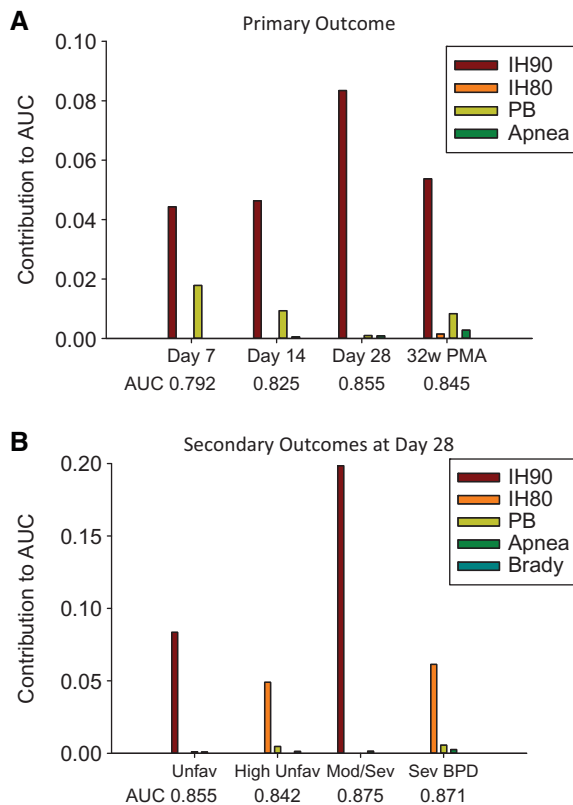 A
Primary Outcome
0.10
0.08
0.06
0.04
0.02
0.00
Contribution to AUC
IH90
IH80
PB
Apnea
Day 7 Day 14 Day 28 32w PMA
AUC 0.792 0.825 0.855 0.845
B
Secondary Outcomes at Day 28
0.20
0.15
0.10
0.05
0.00
Contribution to AUC
IH90
IH80
PB
Apnea
Brady
Unfav High Unfav Mod/Sev Sev BPD
AUC 0.855 0.842 0.875 0.871